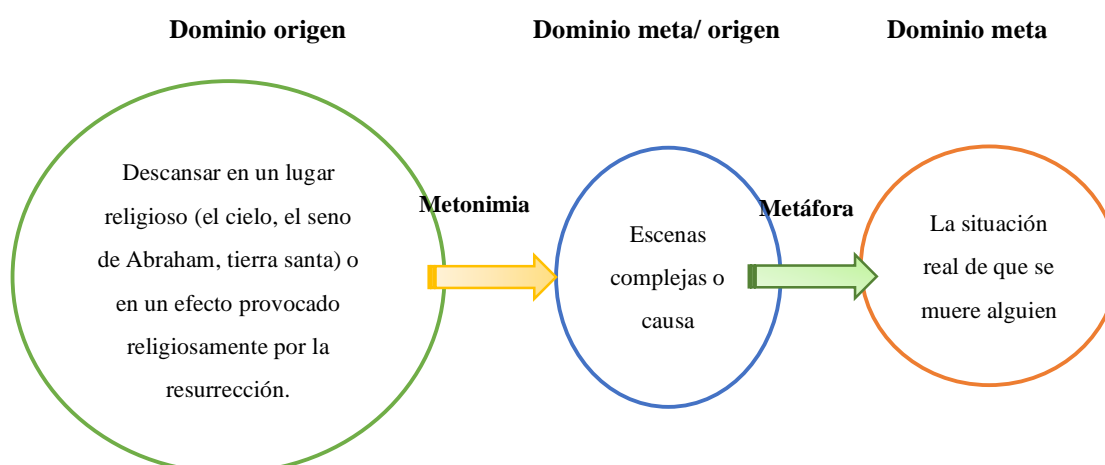 Dominio origen
Dominio meta/ origen
Dominio meta
Descansar en un lugar
religioso (el cielo, el seno
de Abraham, tierra santa) o
en un efecto provocado
religiosamente por la
resurrección.
Metonimia
Escenas
complejas o
causa
Metáfora
La situación
real de que se
muere alguien